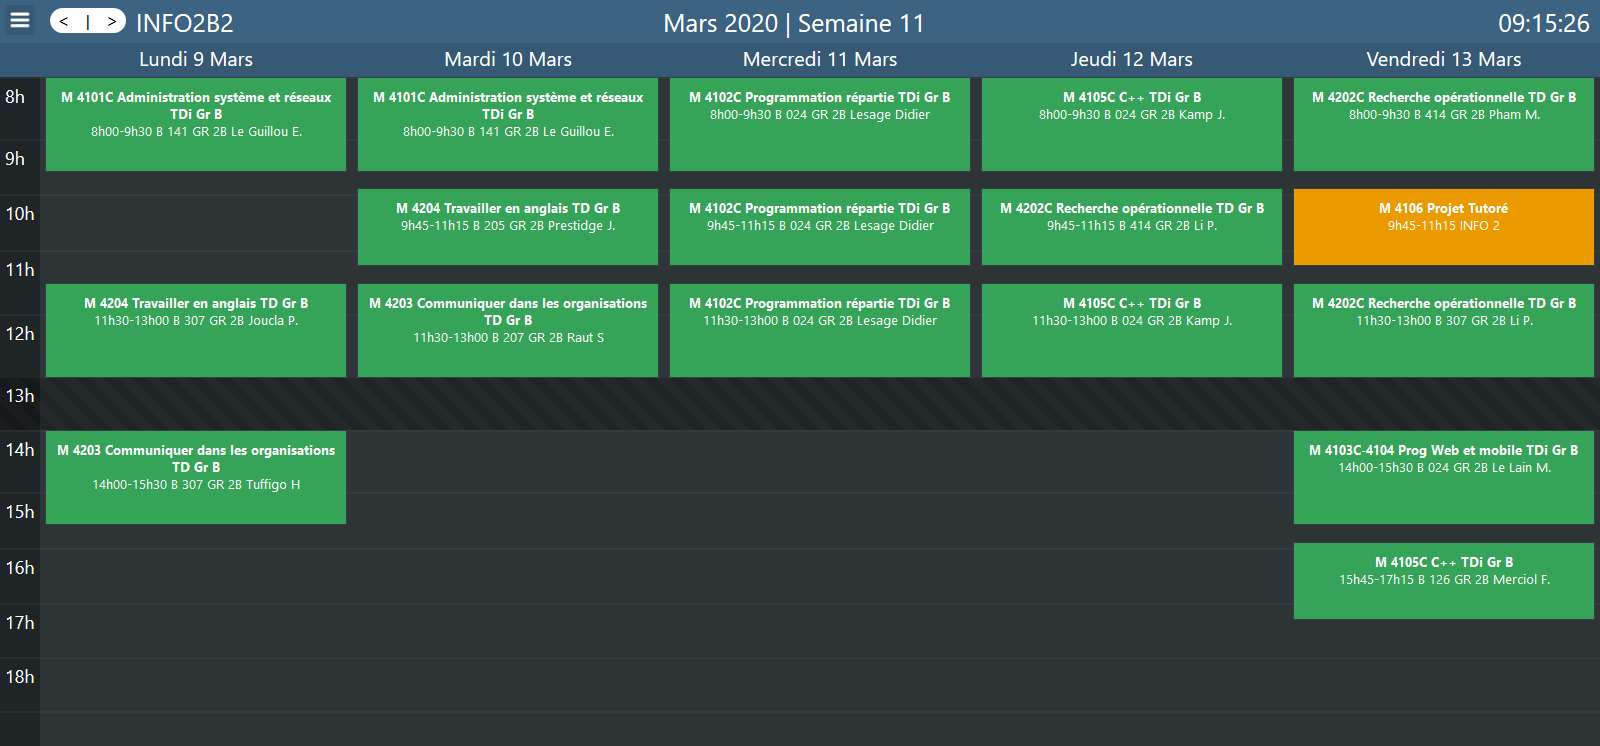 < | > INFO2B2
Mars 2020 | Semaine 11
09:15:26
Lundi 9 Mars
Mardi 10 Mars
Mercredi 11 Mars
Jeudi 12 Mars
Vendredi 13 Mars
8h
9h
10h
11h
12h
13h
14h
15h
16h
17h
18h
M 4101C Administration système et réseaux
TDi Gr B
8h00-9h30 B 141 GR 2B Le Guillou E.
M 4204 Travailler en anglais TD Gr B
11h30-13h00 B 307 GR 2B Joucla P.
M 4203 Communiquer dans les organisations
TD Gr B
14h00-15h30 B 307 GR 2B Tuffigo H
M 4101C Administration système et réseaux
TDi Gr B
8h00-9h30 B 141 GR 2B Le Guillou E.
M 4204 Travailler en anglais TD Gr B
9h45-11h15 B 205 GR 2B Prestidge J.
M 4203 Communiquer dans les organisations
TD Gr B
11h30-13h00 B 207 GR 2B Raut S
M 4102C Programmation répartie TDi Gr B
8h00-9h30 B 024 GR 2B Lesage Didier
M 4102C Programmation répartie TDi Gr B
9h45-11h15 B 024 GR 2B Lesage Didier
M 4102C Programmation répartie TDi Gr B
11h30-13h00 B 024 GR 2B Lesage Didier
M 4105C C++ TDi Gr B
8h00-9h30 B 024 GR 2B Kamp J.
M 4202C Recherche opérationnelle TD Gr B
9h45-11h15 B 414 GR 2B Li P.
M 4105C C++ TDi Gr B
11h30-13h00 B 024 GR 2B Kamp J.
M 4202C Recherche opérationnelle TD Gr B
8h00-9h30 B 414 GR 2B Pham M.
M 4106 Projet Tutoré
9h45-11h15 INFO 2
M 4202C Recherche opérationnelle TD Gr B
11h30-13h00 B 307 GR 2B Li P.
M 4103C-4104 Prog Web et mobile TDi Gr B
14h00-15h30 B 024 GR 2B Le Lain M.
M 4105C C++ TDi Gr B
15h45-17h15 B 126 GR 2B Merciol F.